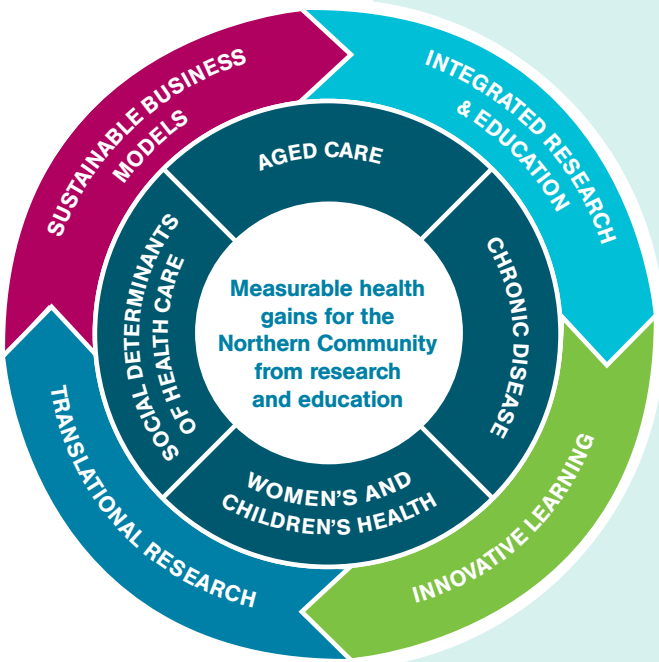 SUSTAINABLE BUSINESS
MODELS
INTEGRATED RESEARCH
& EDUCATION
AGED CARE
SOCIAL DETERMINANTS
OF HEALTH CARE
Measurable health
gains for the
Northern Community
from research
and education
CHRONIC DISEASE
WOMEN'S AND
CHILDREN'S HEALTH
TRANSLATIONAL RESEARCH
INNOVATIVE LEARNING